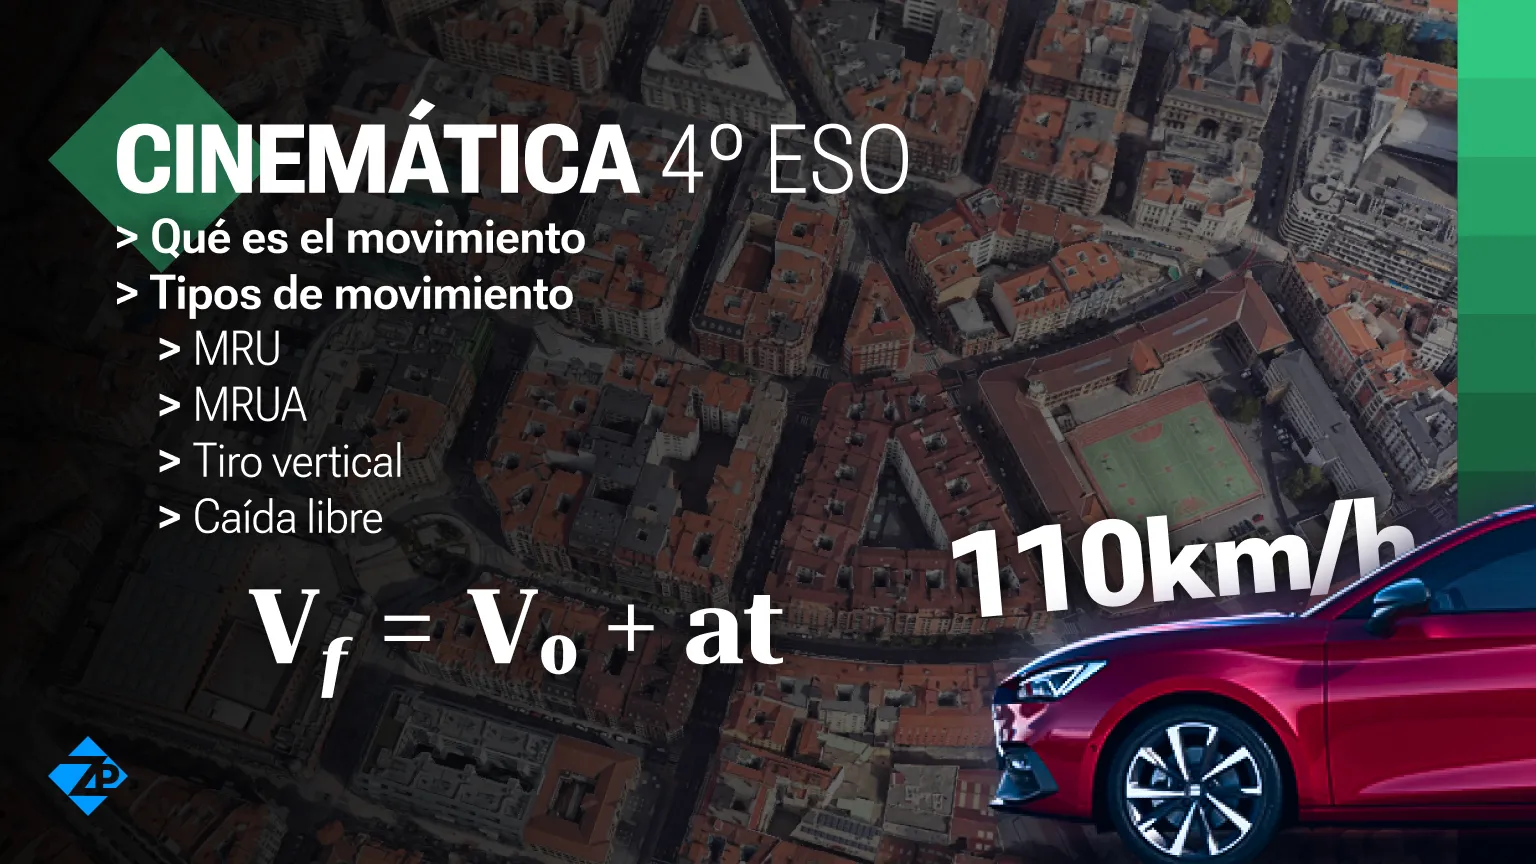 CINEMÁTICA 4º ESO
> Qué es el movimiento
> Tipos de movimiento
> MRU
> MRUA
> Tiro vertical
> Caída libre
110km/h
Vf = Vo + at
ZP